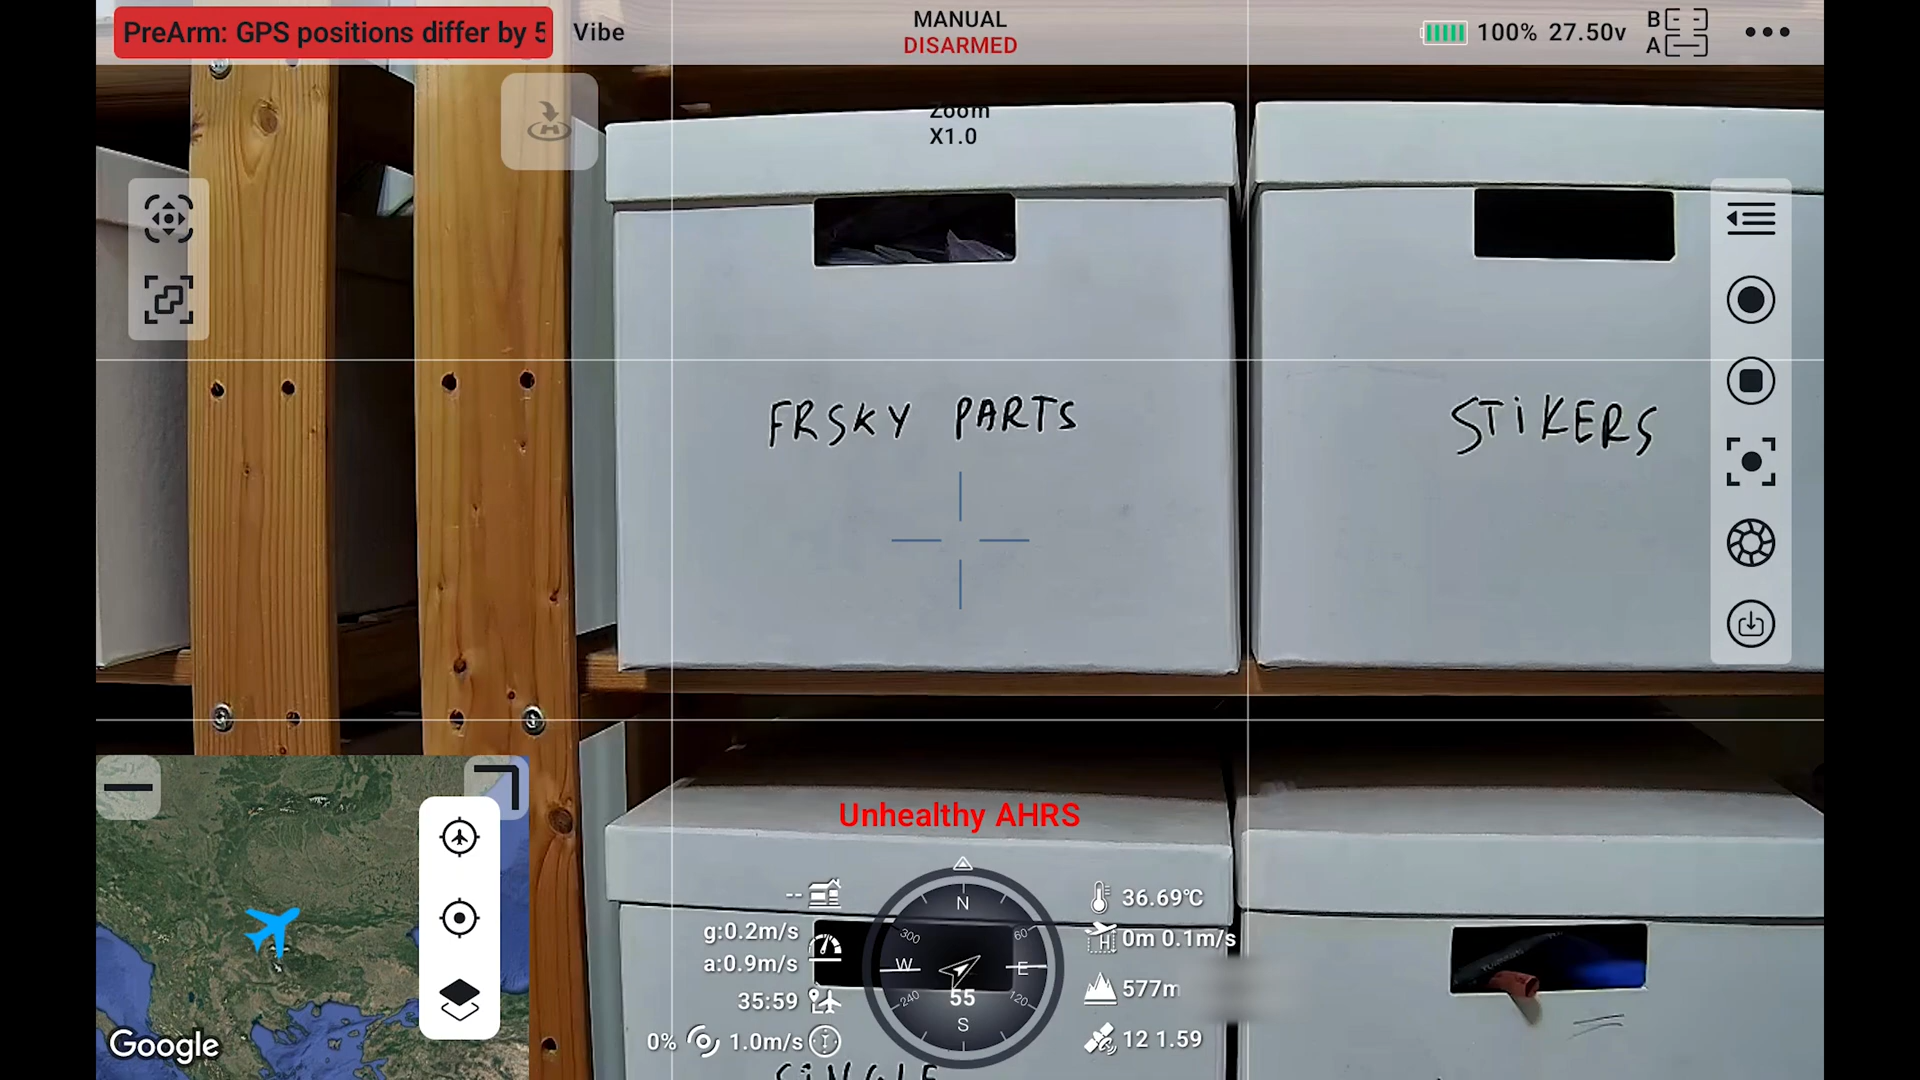 PreArm: GPS positions differ by 5
Vibe
MANUAL
DISARMED
100% 27.50v
B
A
Zoom
X1.0
FRSKY PARTS
STiKERS
Unhealthy AHRS
--
g:0.2m/s
a:0.9m/s
35:59
0% 1.0m/s
N
300
60
W
E
55
240
120
S
36.69℃
H
0m 0.1m/s
577m
12 1.59
Google
SiNGLE